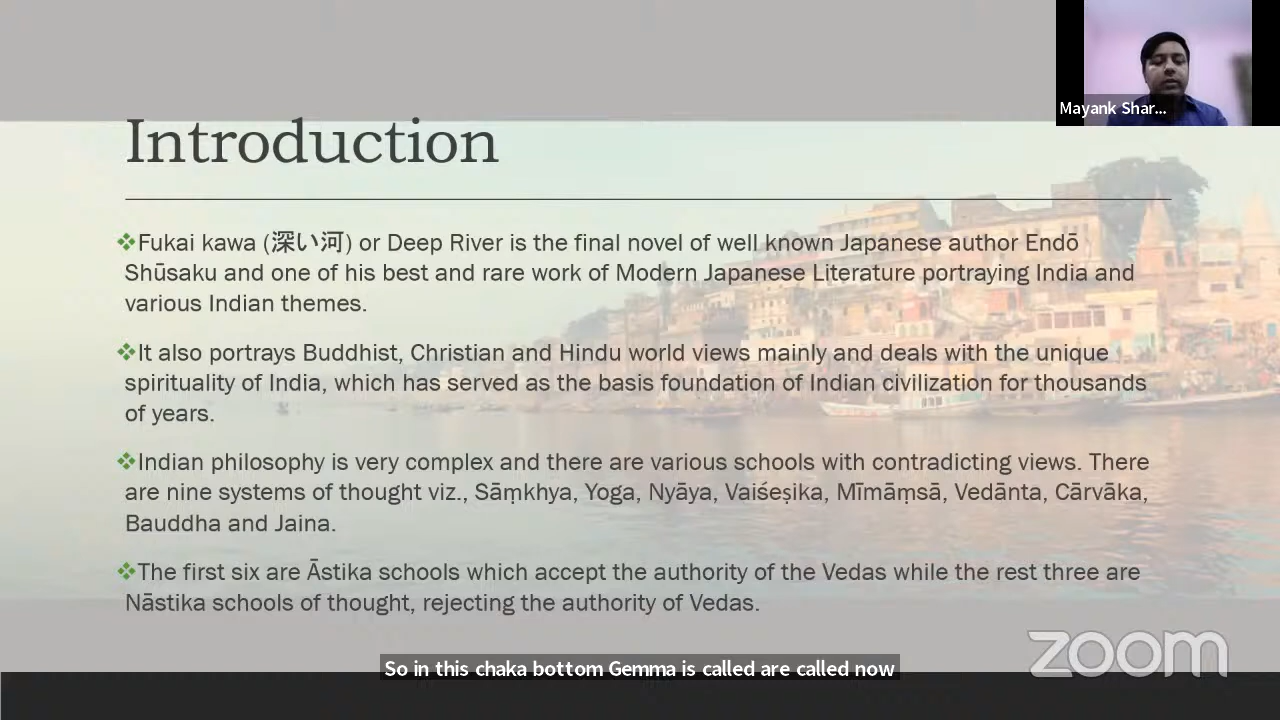 Mayank Shar...
Introduction
Fukai kawa (深い河) or Deep River is the final novel of well known Japanese author Endō
Shūsaku and one of his best and rare work of Modern Japanese Literature portraying India and
various Indian themes.
It also portrays Buddhist, Christian and Hindu world views mainly and deals with the unique
spirituality of India, which has served as the basis foundation of Indian civilization for thousands
of years.
Indian philosophy is very complex and there are various schools with contradicting views. There
are nine systems of thought viz., Sāṃkhya, Yoga, Nyāya, Vaiśeṣika, Mīmāṃsā, Vedānta, Cārvāka,
Bauddha and Jaina.
The first six are Āstika schools which accept the authority of the Vedas while the rest three are
Nāstika schools of thought, rejecting the authority of Vedas.
zoom
So in this chaka bottom Gemma is called are called now